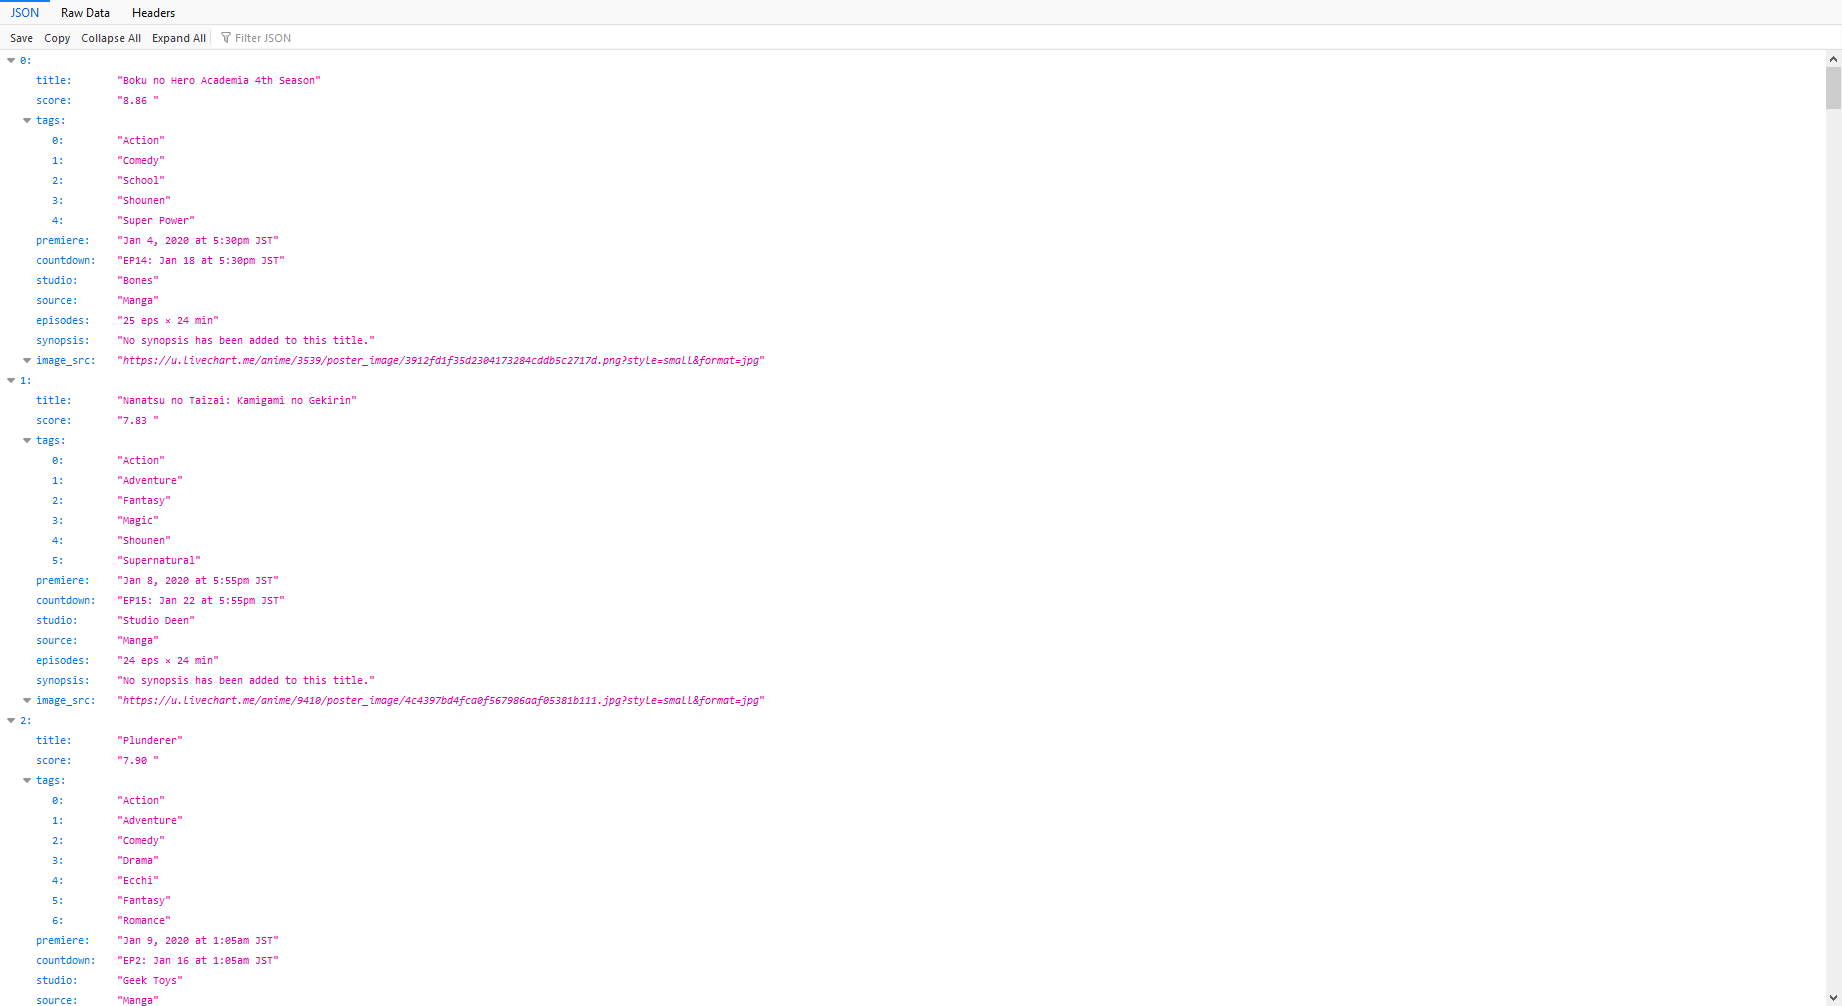 JSON Raw Data Headers
Save Copy Collapse All Expand All Filter JSON
0:
title: "Boku no Hero Academia 4th Season"
score: "8.86 "
tags:
0: "Action"
1: "Comedy"
2: "School"
3: "Shounen"
4: "Super Power"
premiere: "Jan 4, 2020 at 5:30pm JST"
countdown: "EP14: Jan 18 at 5:30pm JST"
studio: "Bones"
source: "Manga"
episodes: "25 eps × 24 min"
synopsis: "No synopsis has been added to this title."
image_src: "https://u.livechart.me/anime/3539/poster_image/3912fd1f35d2304173284cddb5c2717d.png?style=small&format=jpg"
1:
title: "Nanatsu no Taizai: Kamigami no Gekirin"
score: "7.83 "
tags:
0: "Action"
1: "Adventure"
2: "Fantasy"
3: "Magic"
4: "Shounen"
5: "Supernatural"
premiere: "Jan 8, 2020 at 5:55pm JST"
countdown: "EP15: Jan 22 at 5:55pm JST"
studio: "Studio Deen"
source: "Manga"
episodes: "24 eps × 24 min"
synopsis: "No synopsis has been added to this title."
image_src: "https://u.livechart.me/anime/9410/poster_image/4c4397bd4fca0f567986aaf05381b111.jpg?style=small&format=jpg"
2:
title: "Plunderer"
score: "7.90 "
tags:
0: "Action"
1: "Adventure"
2: "Comedy"
3: "Drama"
4: "Ecchi"
5: "Fantasy"
6: "Romance"
premiere: "Jan 9, 2020 at 1:05am JST"
countdown: "EP2: Jan 16 at 1:05am JST"
studio: "Geek Toys"
source: "Manga"